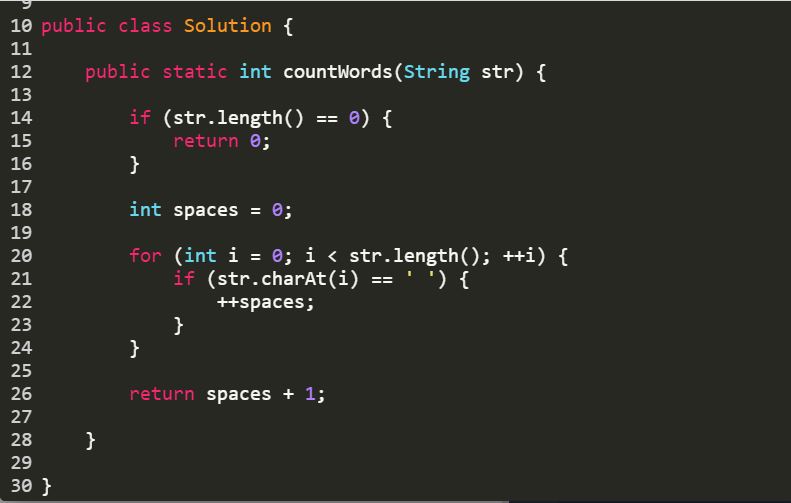 9
10 public class Solution {
11
12     public static int countWords(String str) {
13
14         if (str.length() == 0) {
15             return 0;
16         }
17
18         int spaces = 0;
19
20         for (int i = 0; i < str.length(); ++i) {
21             if (str.charAt(i) == ' ') {
22                 ++spaces;
23             }
24         }
25
26         return spaces + 1;
27
28     }
29
30 }